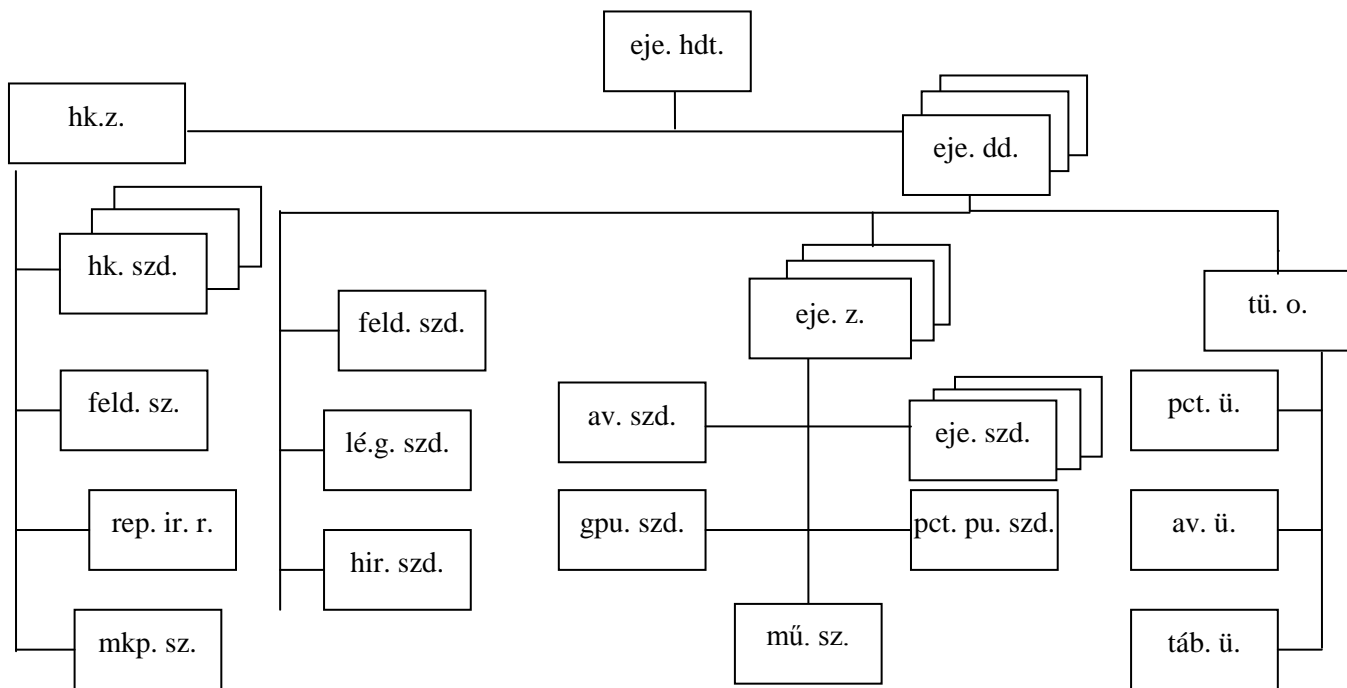 eje. hdt.
hk.z.
eje. dd.
hk. szd.
feld. szd.
eje. z.
tü. o.
feld. sz.
av. szd.
eje. szd.
pct. ü.
lé.g. szd.
rep. ir. r.
gpu. szd.
pct. pu. szd.
av. ü.
hir. szd.
mkp. sz.
mű. sz.
táb. ü.